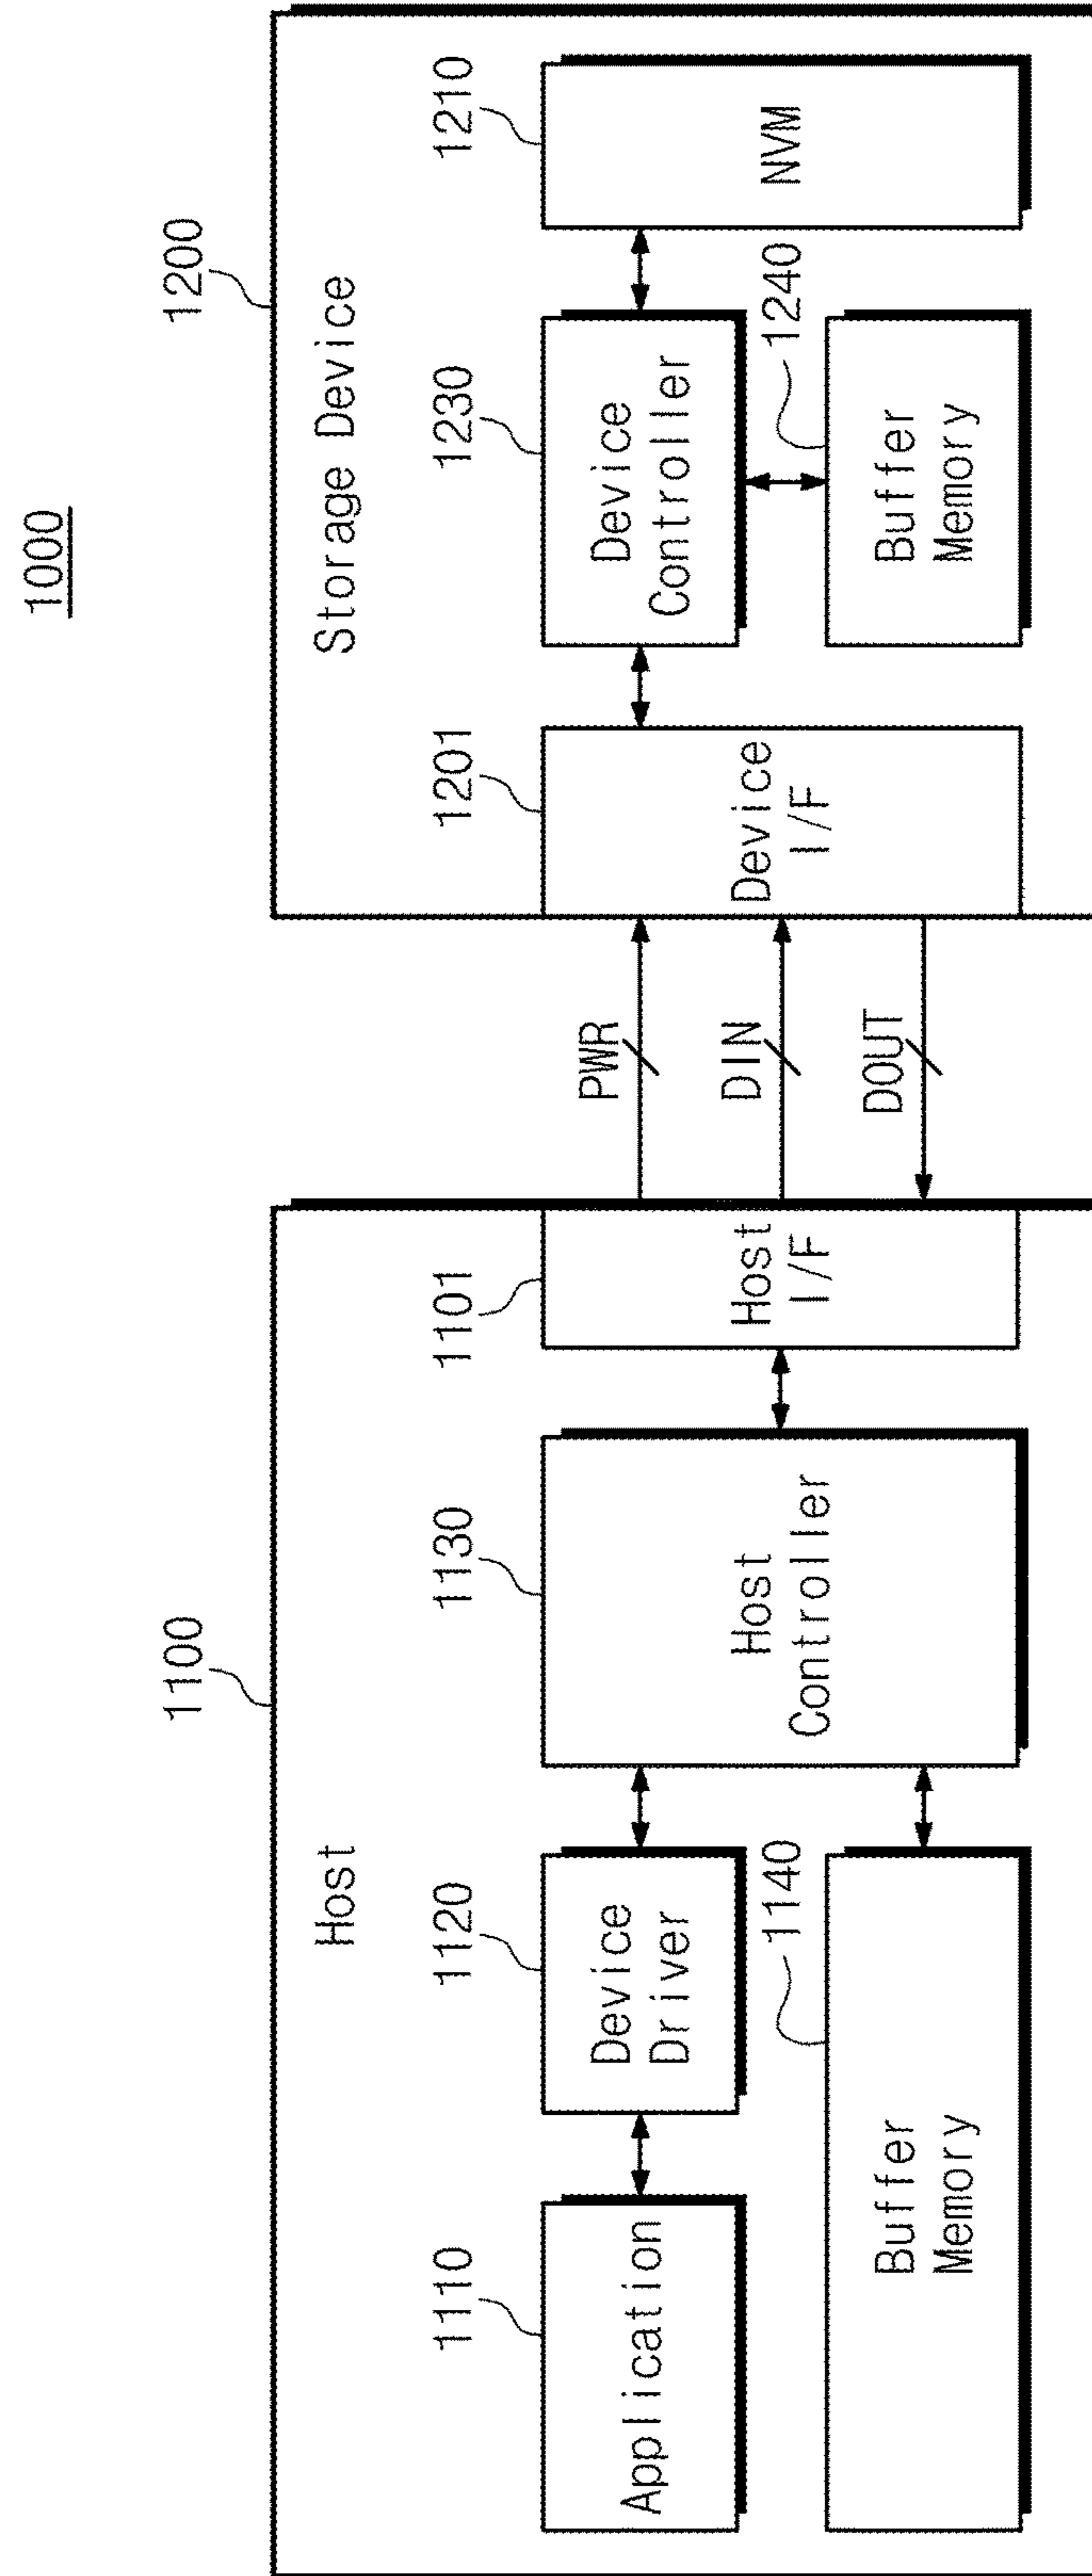 1000
1100
1200
Host
Storage Device
1110
1120
1130
1101
1201
1230
1210
Application
Device
Driver
Host
Controller
Host
I/F
PWR
DIN
DOUT
Device
I/F
Device
Controller
NVM
1140
1240
Buffer
Memory
Buffer
Memory